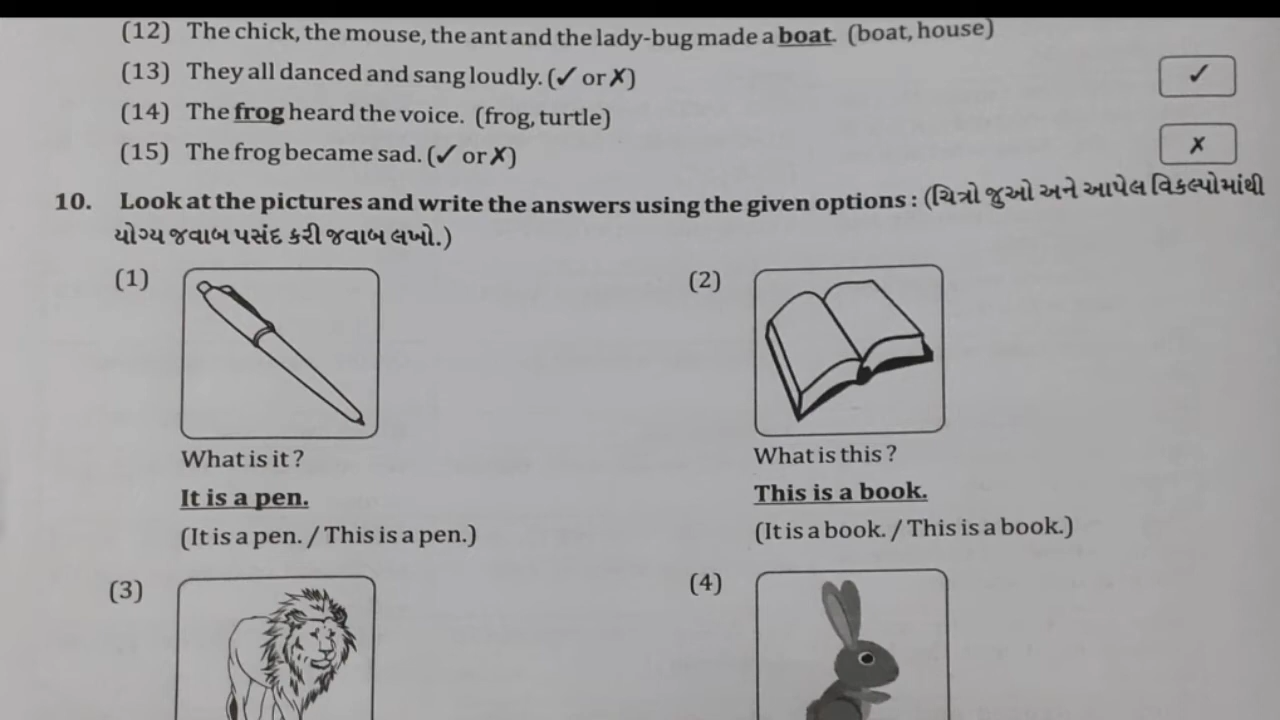 (12) The chick, the mouse, the ant and the lady-bug made a boat. (boat, house)
(13) They all danced and sang loudly. (✓ or ✗) ✓
(14) The frog heard the voice. (frog, turtle)
(15) The frog became sad. (✓ or ✗) ✗
10. Look at the pictures and write the answers using the given options : (ચિત્રો જુઓ અને આપેલ વિકલ્પોમાંથી
યોગ્ય જવાબ પસંદ કરી જવાબ લખો.)
(1) (2)
What is it ? What is this ?
It is a pen. This is a book.
(It is a pen. / This is a pen.) (It is a book. / This is a book.)
(3) (4)